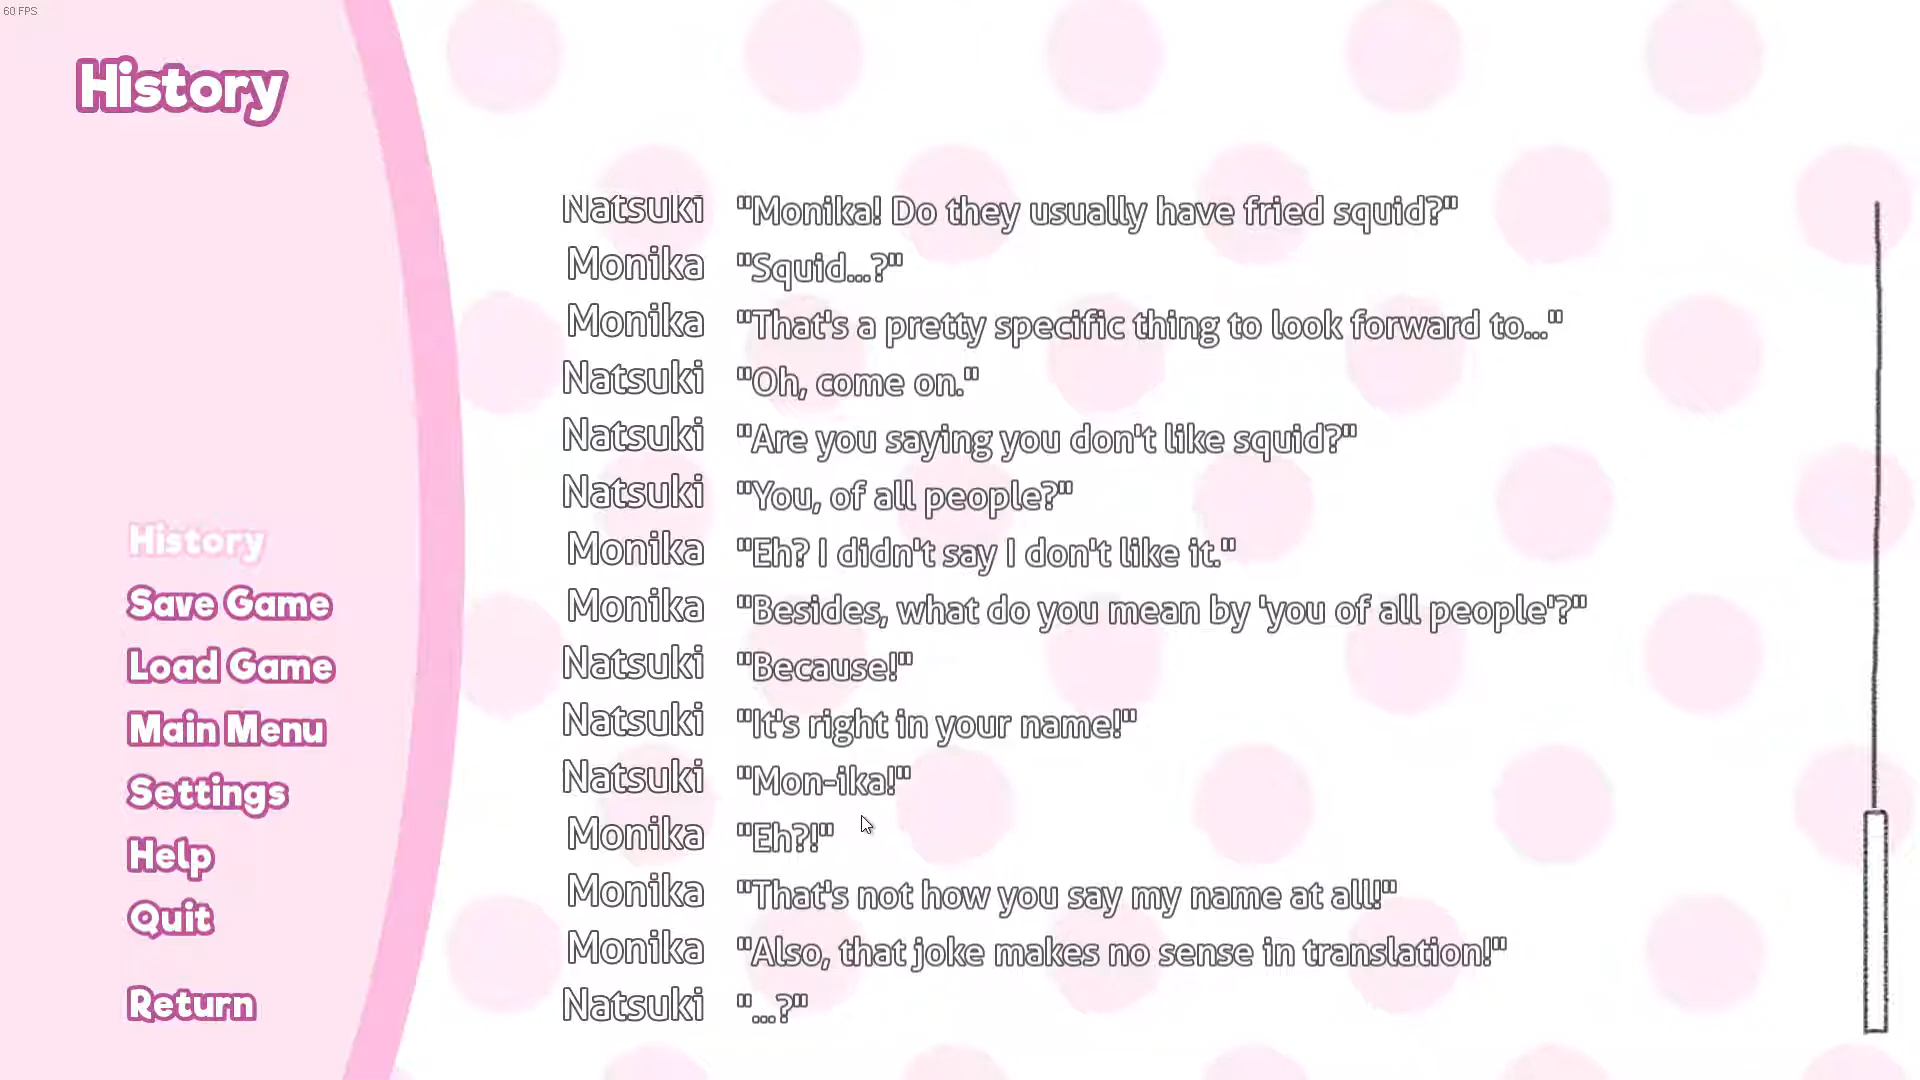 60 FPS
History
Natsuki "Monika! Do they usually have fried squid?"
Monika "Squid...?"
Monika "That's a pretty specific thing to look forward to..."
Natsuki "Oh, come on."
Natsuki "Are you saying you don't like squid?"
Natsuki "You, of all people?"
Monika "Eh? I didn't say I don't like it."
Monika "Besides, what do you mean by 'you of all people'?"
Natsuki "Because!"
Natsuki "It's right in your name!"
Natsuki "Mon-ika!"
Monika "Eh?!"
Monika "That's not how you say my name at all!"
Monika "Also, that joke makes no sense in translation!"
Natsuki "...?"
History
Save Game
Load Game
Main Menu
Settings
Help
Quit
Return